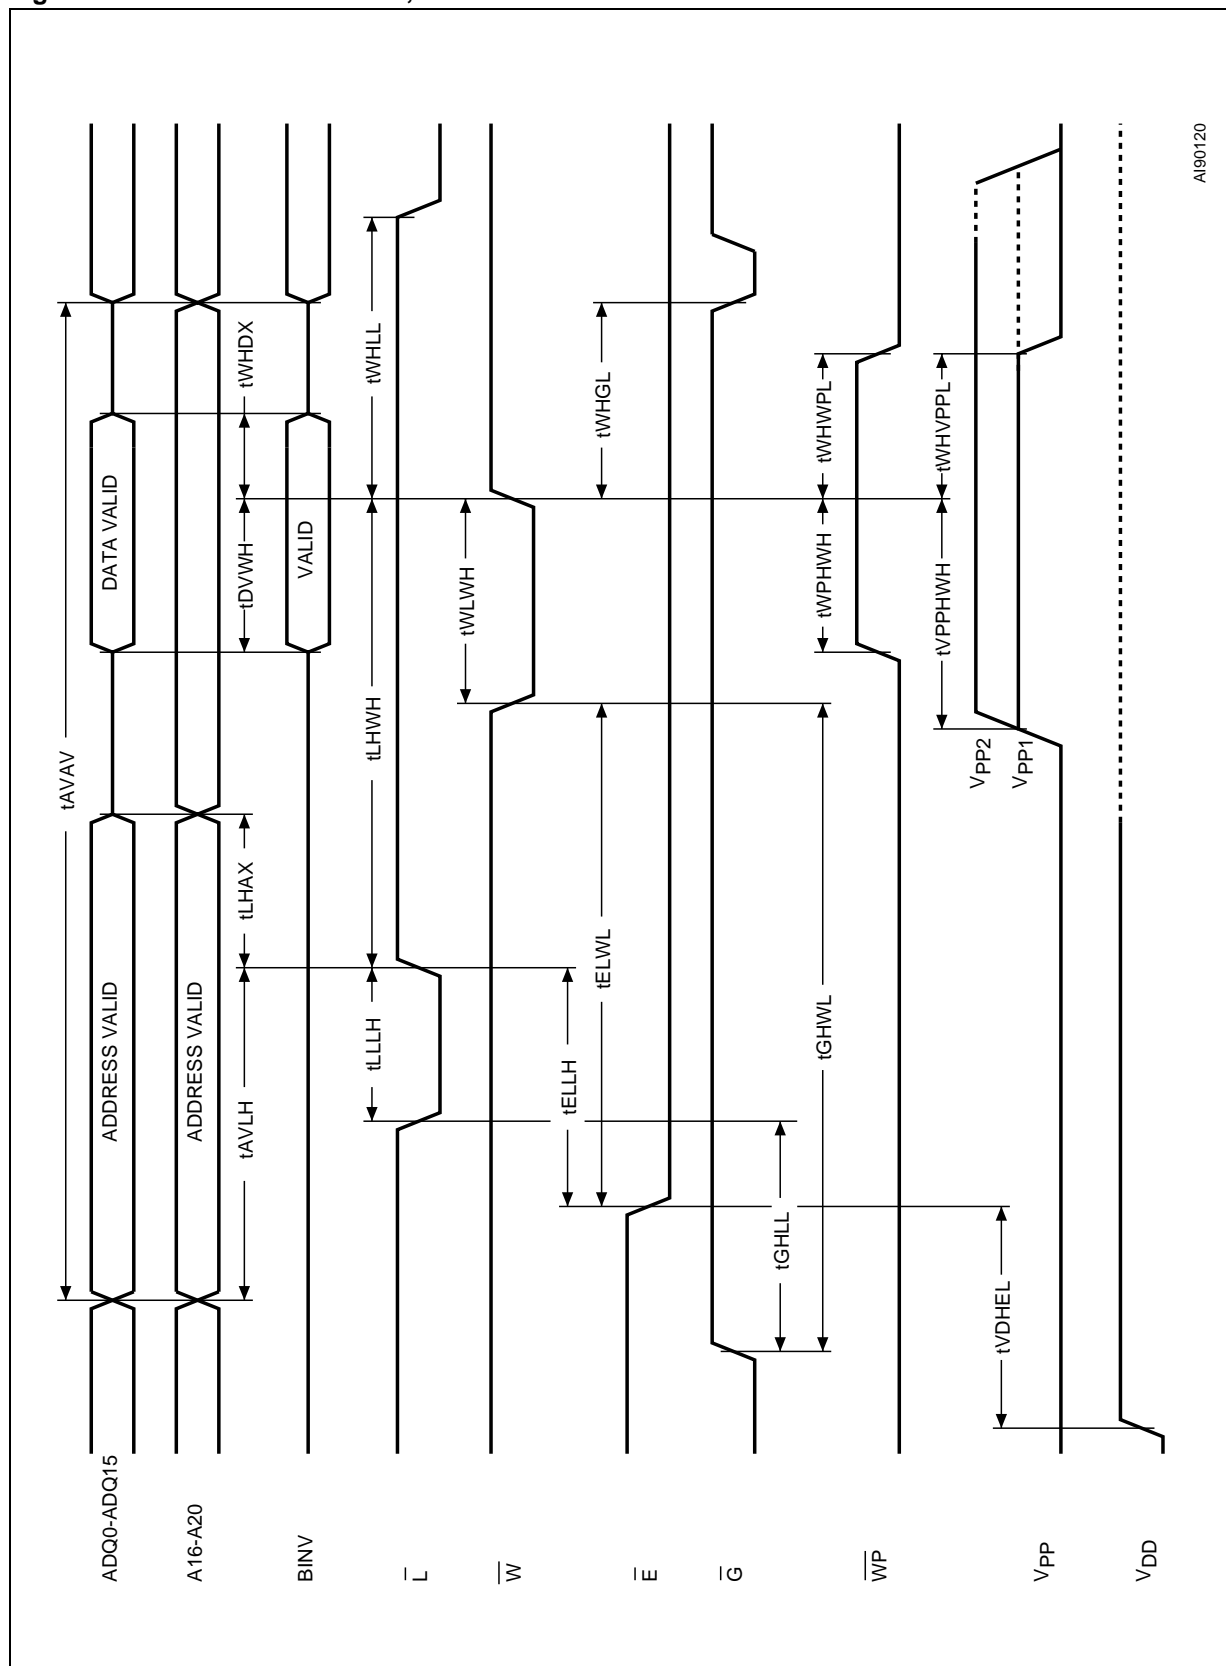 ADQ0-ADQ15
ADDRESS VALID
DATA VALID
tAVAV
A16-A20
ADDRESS VALID
tAVLH
tLHAX
tDVWH
tWHDX
BINV
VALID
L
tLLLH
tLHWH
tWHLL
W
tWLWH
E
tELLH
tELWL
tWHGL
G
tGHLL
tGHWL
WP
tWPHWH
tWHWPL
tVPPHWH
tWHVPPL
VPP
VPP2
VPP1
tVDHEL
VDD
AI90120